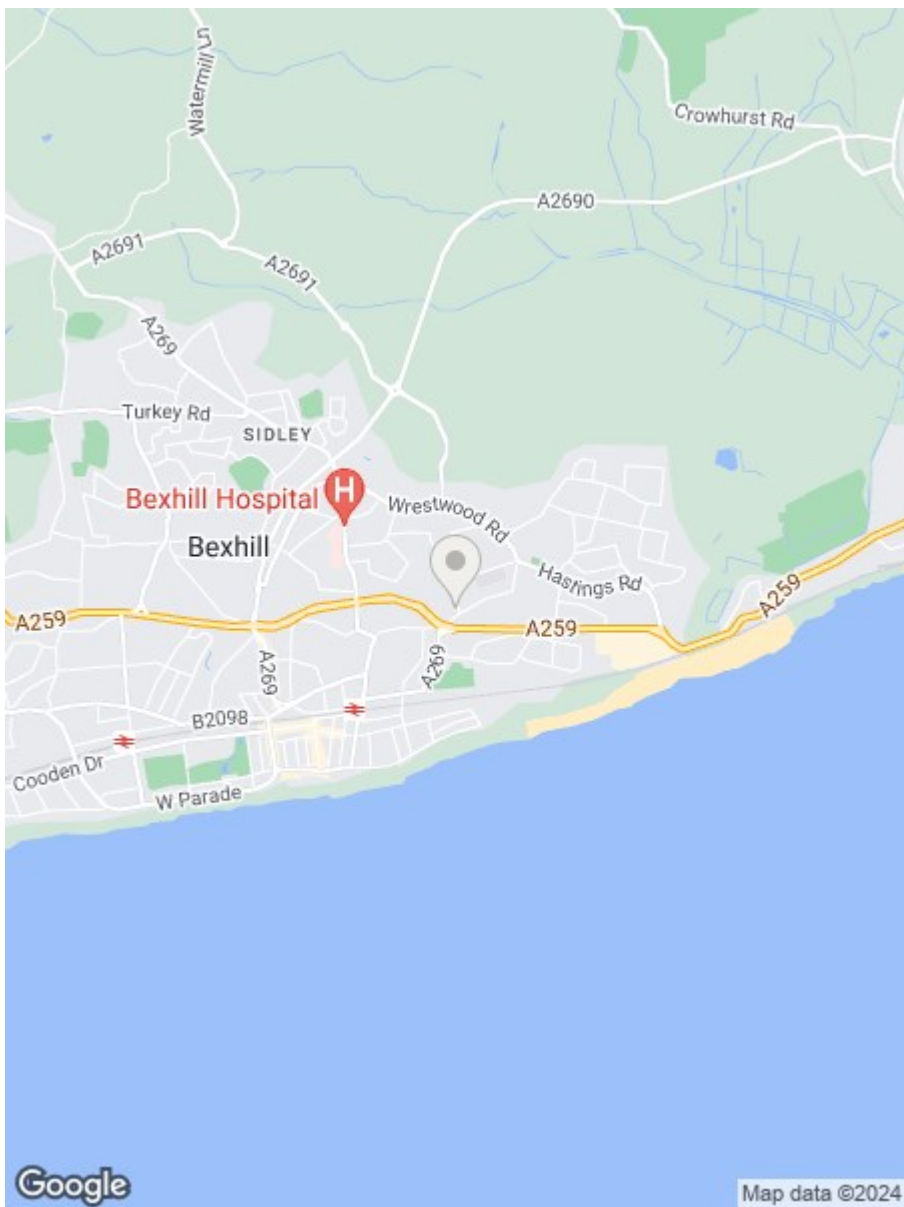 Watermill Ln
Crowhurst Rd
A2690
A2691
A2691
A269
Turkey Rd
SIDLEY
Bexhill Hospital
H
Wrestwood Rd
Bexhill
Hastings Rd
A259
A259
A259
A269
A269
B2098
Cooden Dr
W Parade
Google
Map data ©2024